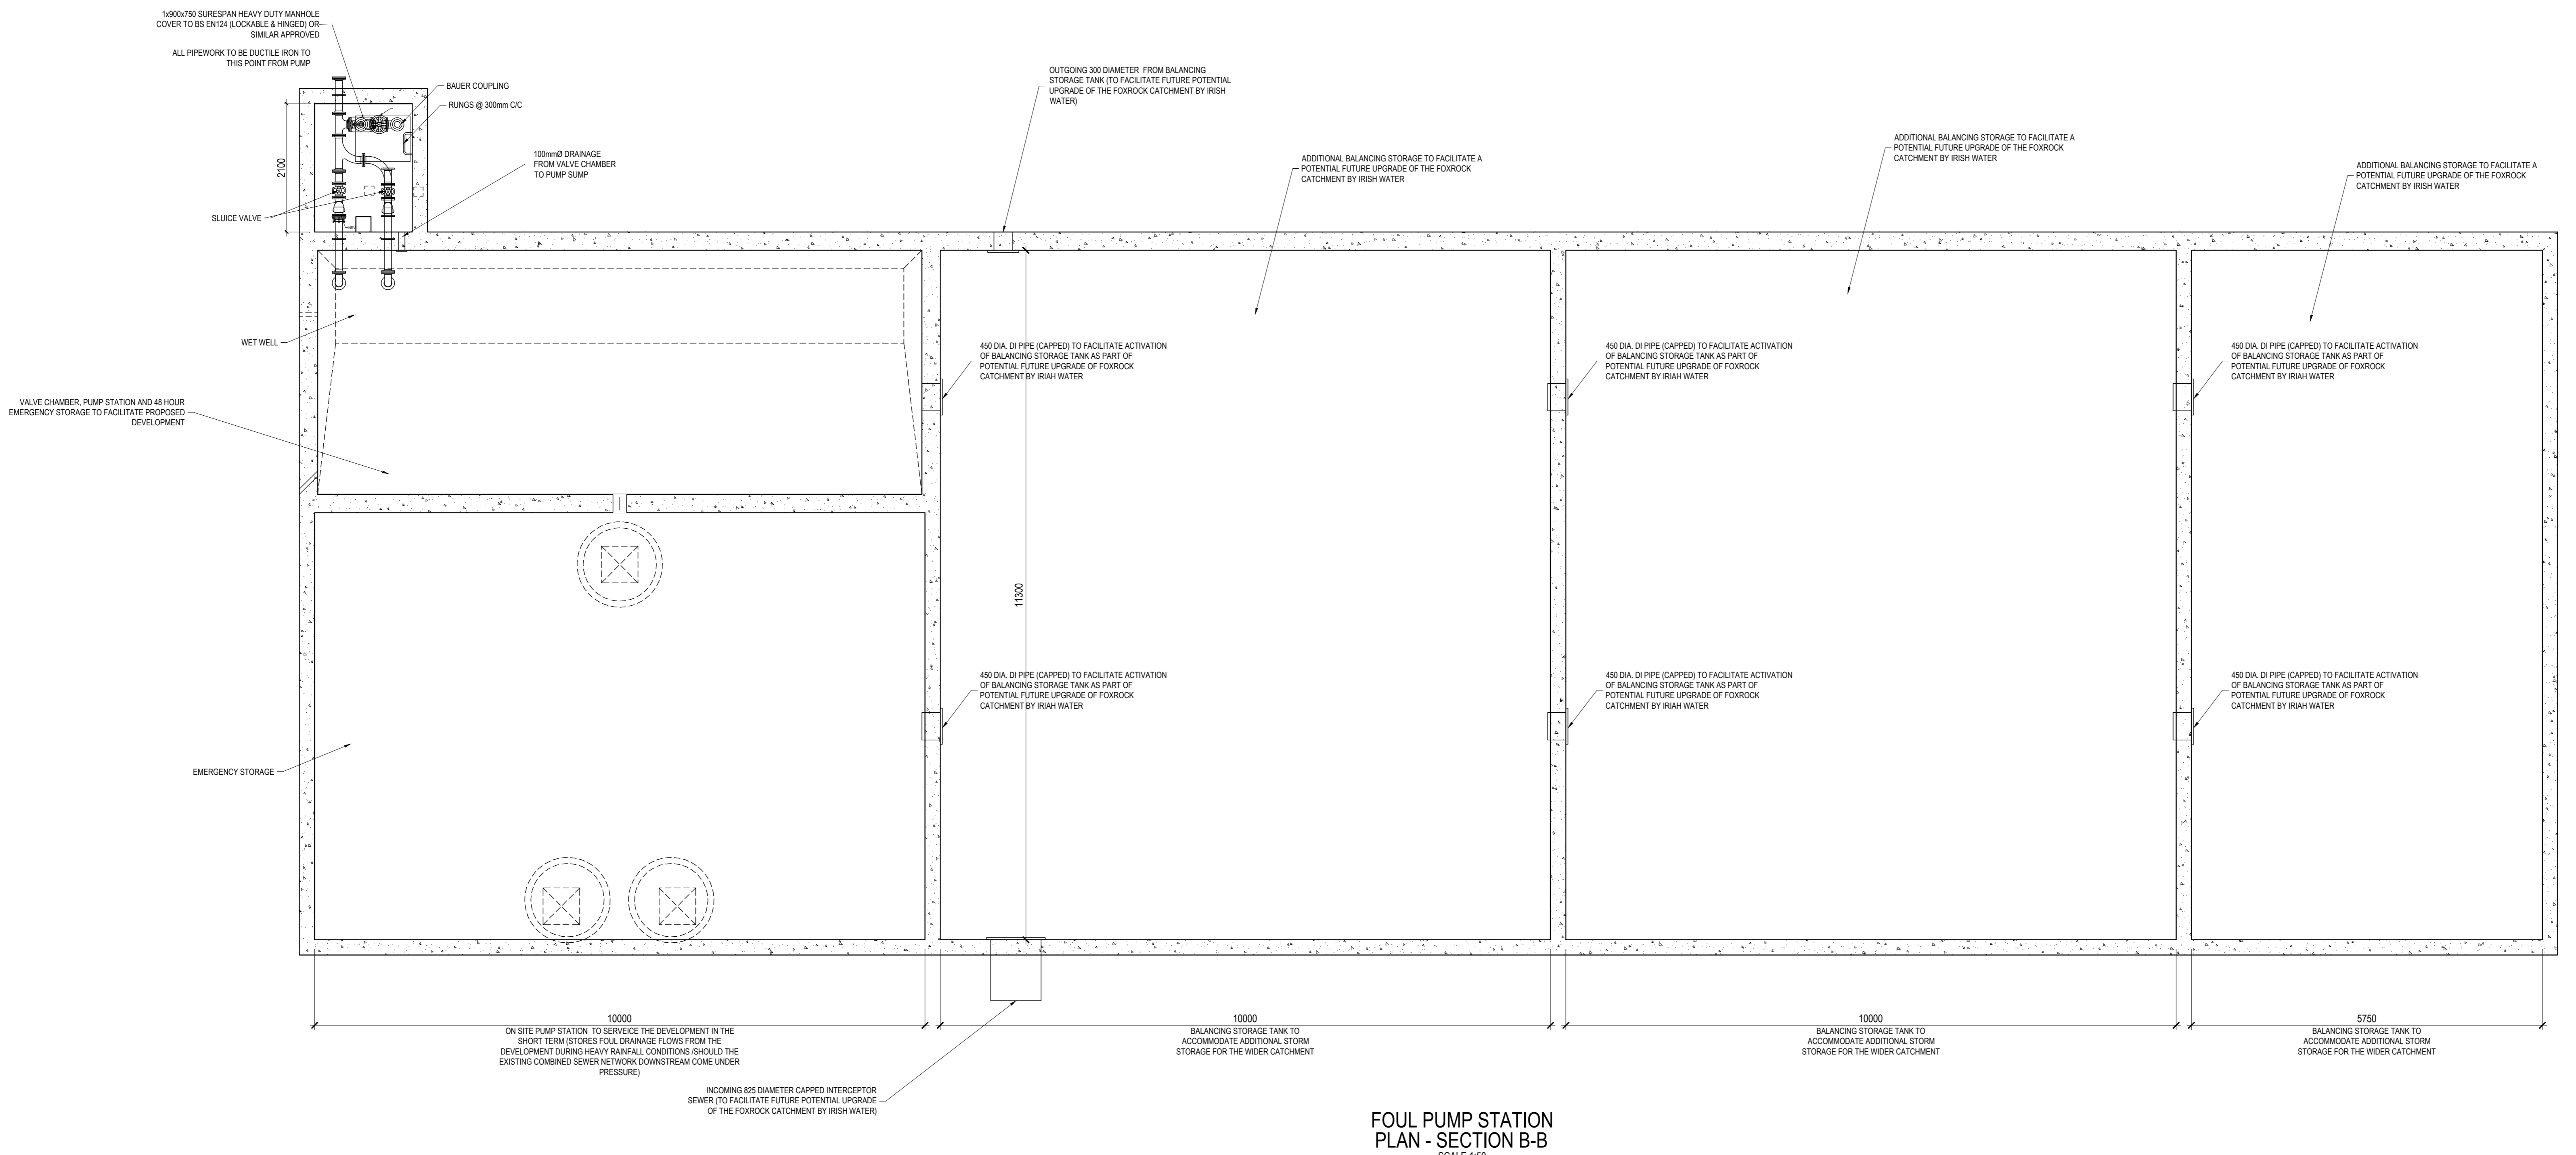 1x900x750 SURESPAN HEAVY DUTY MANHOLE
COVER TO BS EN124 (LOCKABLE & HINGED) OR
SIMILAR APPROVED
ALL PIPEWORK TO BE DUCTILE IRON TO
THIS POINT FROM PUMP
BAUER COUPLING
RUNGS @ 300mm C/C
2100
100mmØ DRAINAGE
FROM VALVE CHAMBER
TO PUMP SUMP
SLUICE VALVE
OUTGOING 300 DIAMETER FROM BALANCING
STORAGE TANK (TO FACILITATE FUTURE POTENTIAL
UPGRADE OF THE FOXROCK CATCHMENT BY IRISH
WATER)
ADDITIONAL BALANCING STORAGE TO FACILITATE A
POTENTIAL FUTURE UPGRADE OF THE FOXROCK
CATCHMENT BY IRISH WATER
ADDITIONAL BALANCING STORAGE TO FACILITATE A
POTENTIAL FUTURE UPGRADE OF THE FOXROCK
CATCHMENT BY IRISH WATER
ADDITIONAL BALANCING STORAGE TO FACILITATE A
POTENTIAL FUTURE UPGRADE OF THE FOXROCK
CATCHMENT BY IRISH WATER
WET WELL
VALVE CHAMBER, PUMP STATION AND 48 HOUR
EMERGENCY STORAGE TO FACILITATE PROPOSED
DEVELOPMENT
450 DIA. DI PIPE (CAPPED) TO FACILITATE ACTIVATION
OF BALANCING STORAGE TANK AS PART OF
POTENTIAL FUTURE UPGRADE OF FOXROCK
CATCHMENT BY IRIAH WATER
450 DIA. DI PIPE (CAPPED) TO FACILITATE ACTIVATION
OF BALANCING STORAGE TANK AS PART OF
POTENTIAL FUTURE UPGRADE OF FOXROCK
CATCHMENT BY IRIAH WATER
450 DIA. DI PIPE (CAPPED) TO FACILITATE ACTIVATION
OF BALANCING STORAGE TANK AS PART OF
POTENTIAL FUTURE UPGRADE OF FOXROCK
CATCHMENT BY IRIAH WATER
11300
450 DIA. DI PIPE (CAPPED) TO FACILITATE ACTIVATION
OF BALANCING STORAGE TANK AS PART OF
POTENTIAL FUTURE UPGRADE OF FOXROCK
CATCHMENT BY IRIAH WATER
450 DIA. DI PIPE (CAPPED) TO FACILITATE ACTIVATION
OF BALANCING STORAGE TANK AS PART OF
POTENTIAL FUTURE UPGRADE OF FOXROCK
CATCHMENT BY IRIAH WATER
450 DIA. DI PIPE (CAPPED) TO FACILITATE ACTIVATION
OF BALANCING STORAGE TANK AS PART OF
POTENTIAL FUTURE UPGRADE OF FOXROCK
CATCHMENT BY IRIAH WATER
EMERGENCY STORAGE
10000
ON SITE PUMP STATION TO SERVEICE THE DEVELOPMENT IN THE
SHORT TERM (STORES FOUL DRAINAGE FLOWS FROM THE
DEVELOPMENT DURING HEAVY RAINFALL CONDITIONS /SHOULD THE
EXISTING COMBINED SEWER NETWORK DOWNSTREAM COME UNDER
PRESSURE)
10000
BALANCING STORAGE TANK TO
ACCOMMODATE ADDITIONAL STORM
STORAGE FOR THE WIDER CATCHMENT
10000
BALANCING STORAGE TANK TO
ACCOMMODATE ADDITIONAL STORM
STORAGE FOR THE WIDER CATCHMENT
5750
BALANCING STORAGE TANK TO
ACCOMMODATE ADDITIONAL STORM
STORAGE FOR THE WIDER CATCHMENT
INCOMING 825 DIAMETER CAPPED INTERCEPTOR
SEWER (TO FACILITATE FUTURE POTENTIAL UPGRADE
OF THE FOXROCK CATCHMENT BY IRISH WATER)
FOUL PUMP STATION
PLAN - SECTION B-B
SCALE 1:50